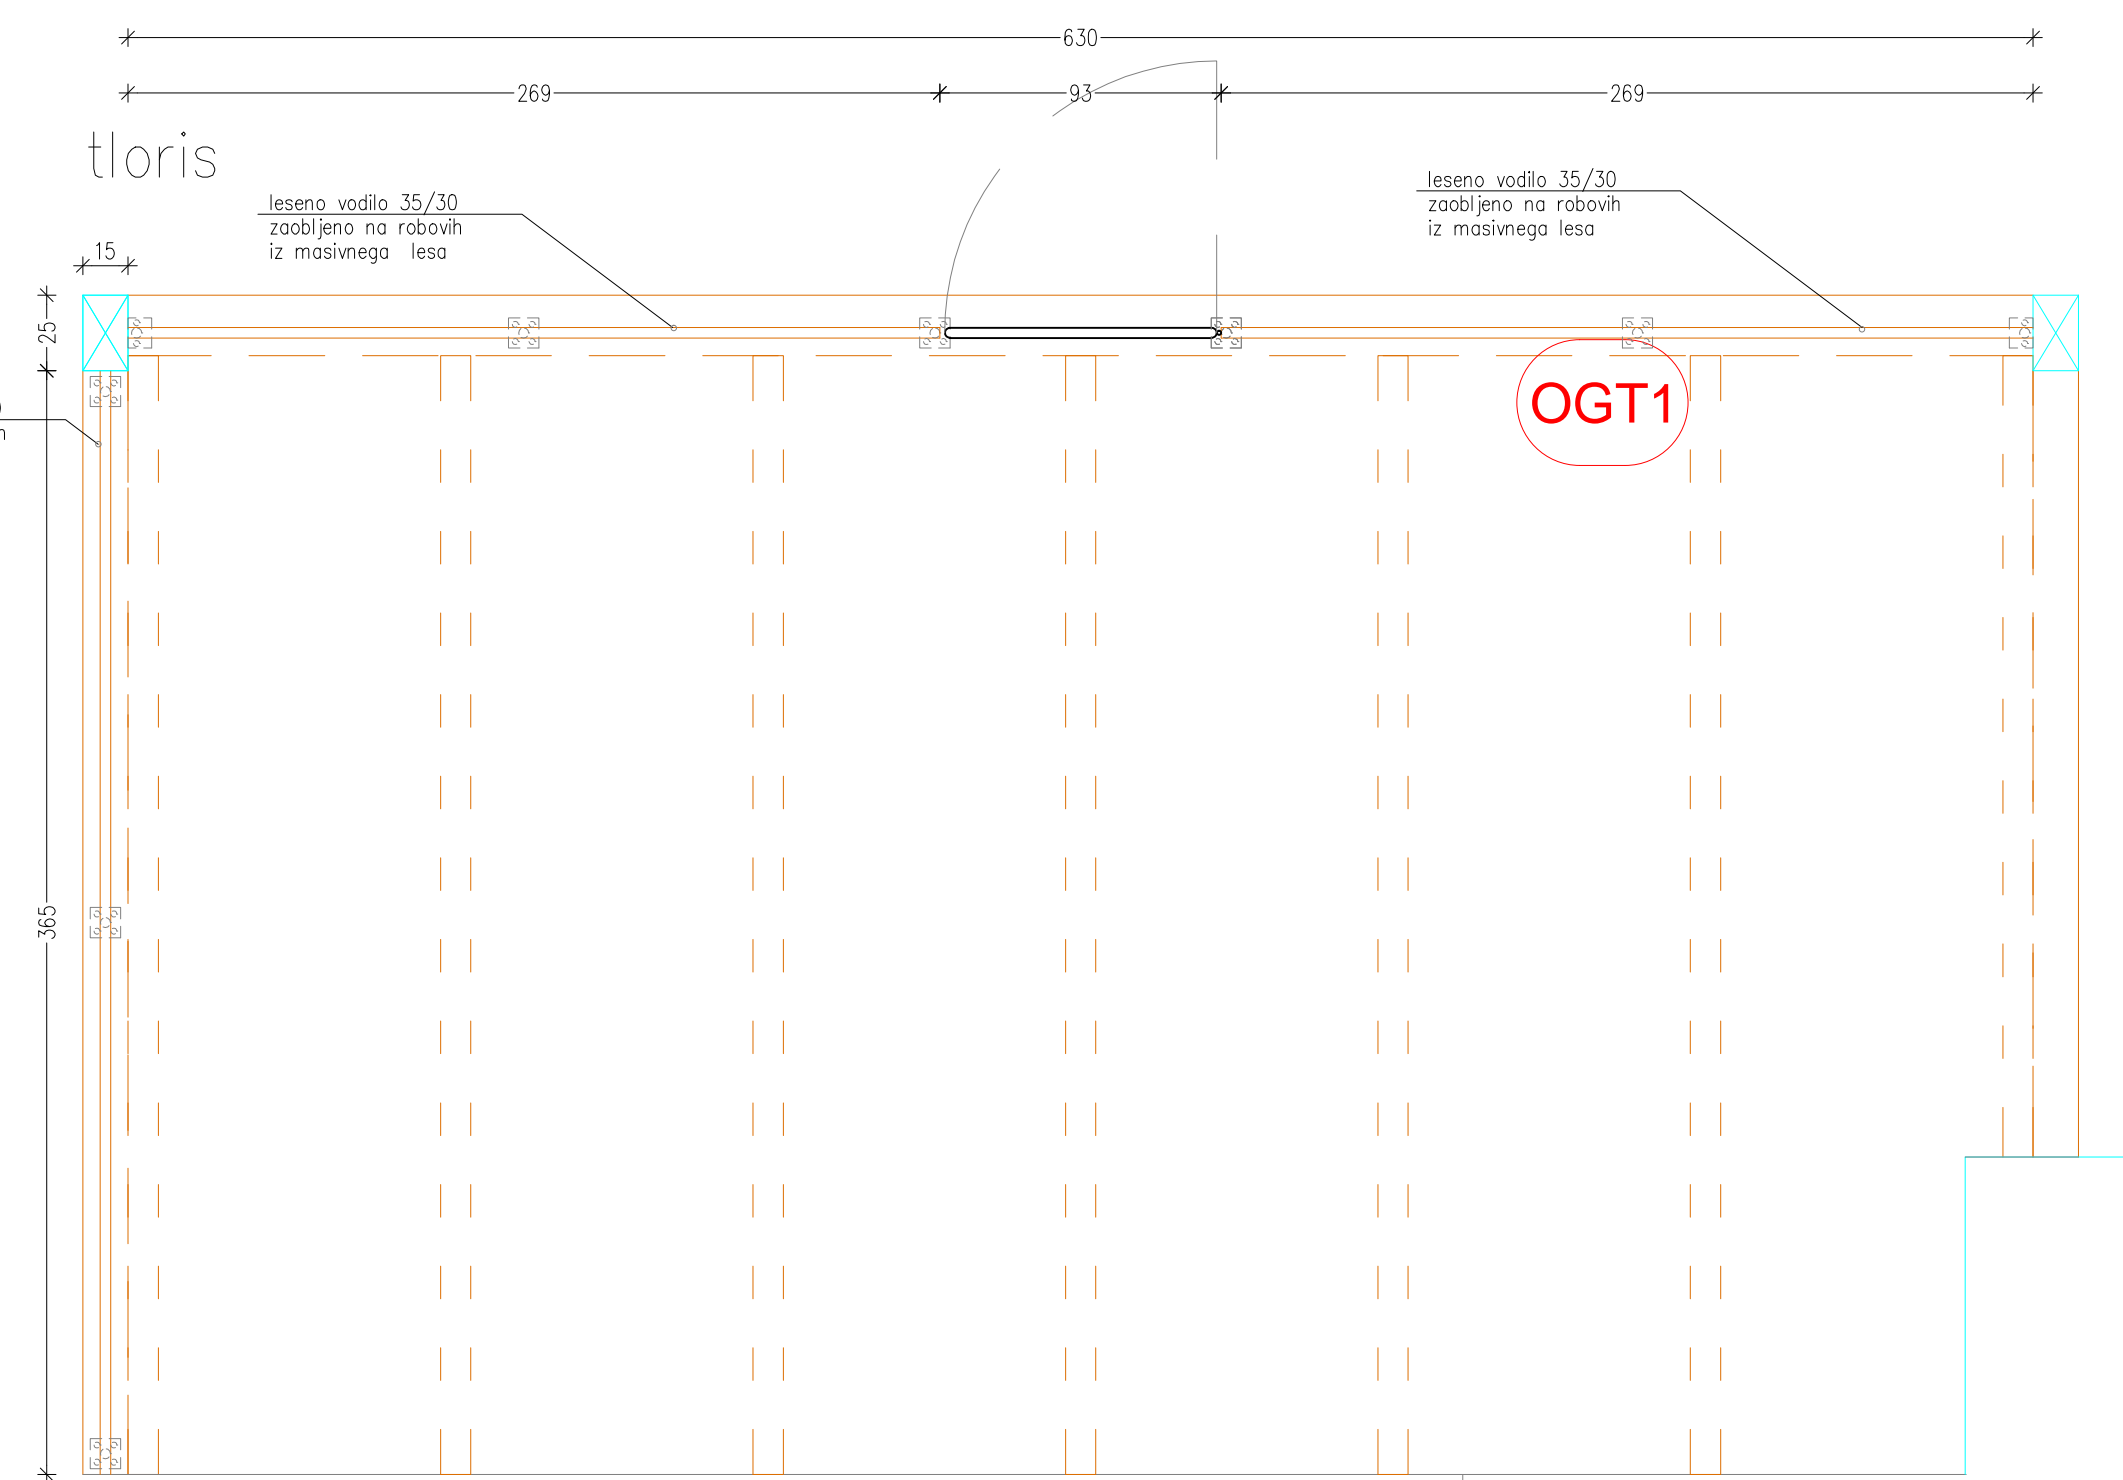 630
269
93
269
tloris
leseno vodilo 35/30
zaobljeno na robovih
iz masivnega lesa
leseno vodilo 35/30
zaobljeno na robovih
iz masivnega lesa
15
25
OGT1
365